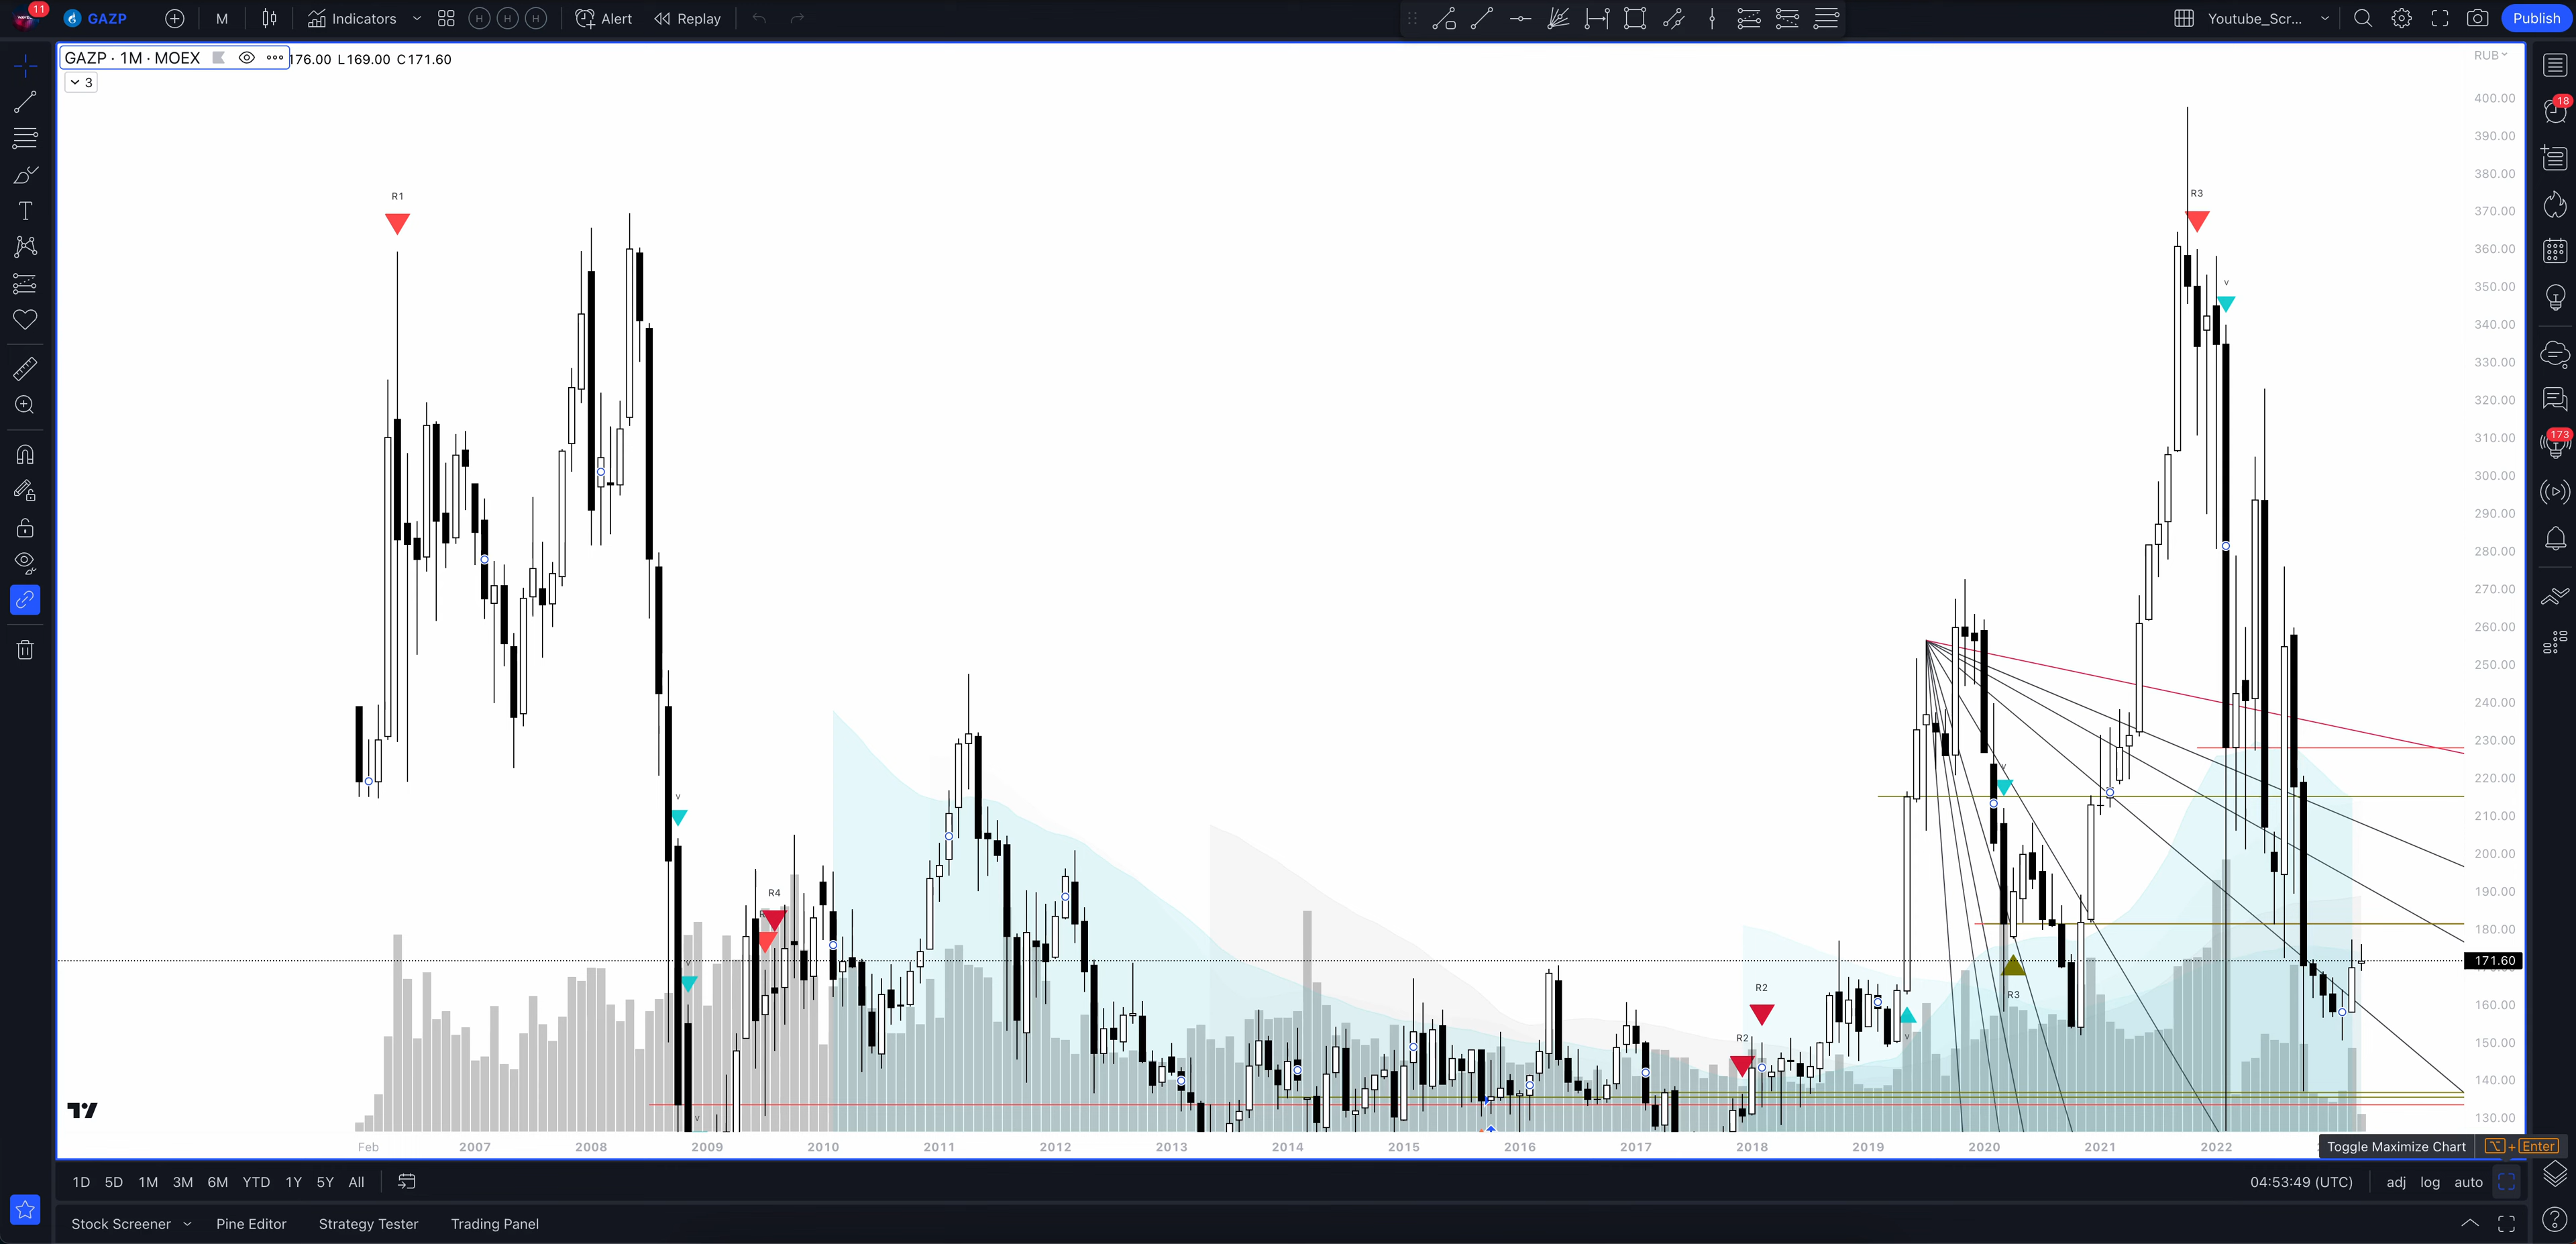 11
GAZP
M
Indicators
H
H
H
Alert
Replay
Youtube_Scr...
Publish
GAZP · 1M · MOEX
176.00 L169.00 C171.60
3
RUB
400.00
390.00
380.00
370.00
360.00
350.00
340.00
330.00
320.00
310.00
300.00
290.00
280.00
270.00
260.00
250.00
240.00
230.00
220.00
210.00
200.00
190.00
180.00
171.60
160.00
150.00
140.00
130.00
R1
R3
v
v
v
R4
v
v
R2
R2
v
R3
v
18
173
Feb
2007
2008
2009
2010
2011
2012
2013
2014
2015
2016
2017
2018
2019
2020
2021
2022
Toggle Maximize Chart
⌥ + Enter
1D 5D 1M 3M 6M YTD 1Y 5Y All
04:53:49 (UTC)
adj log auto
Stock Screener
Pine Editor
Strategy Tester
Trading Panel